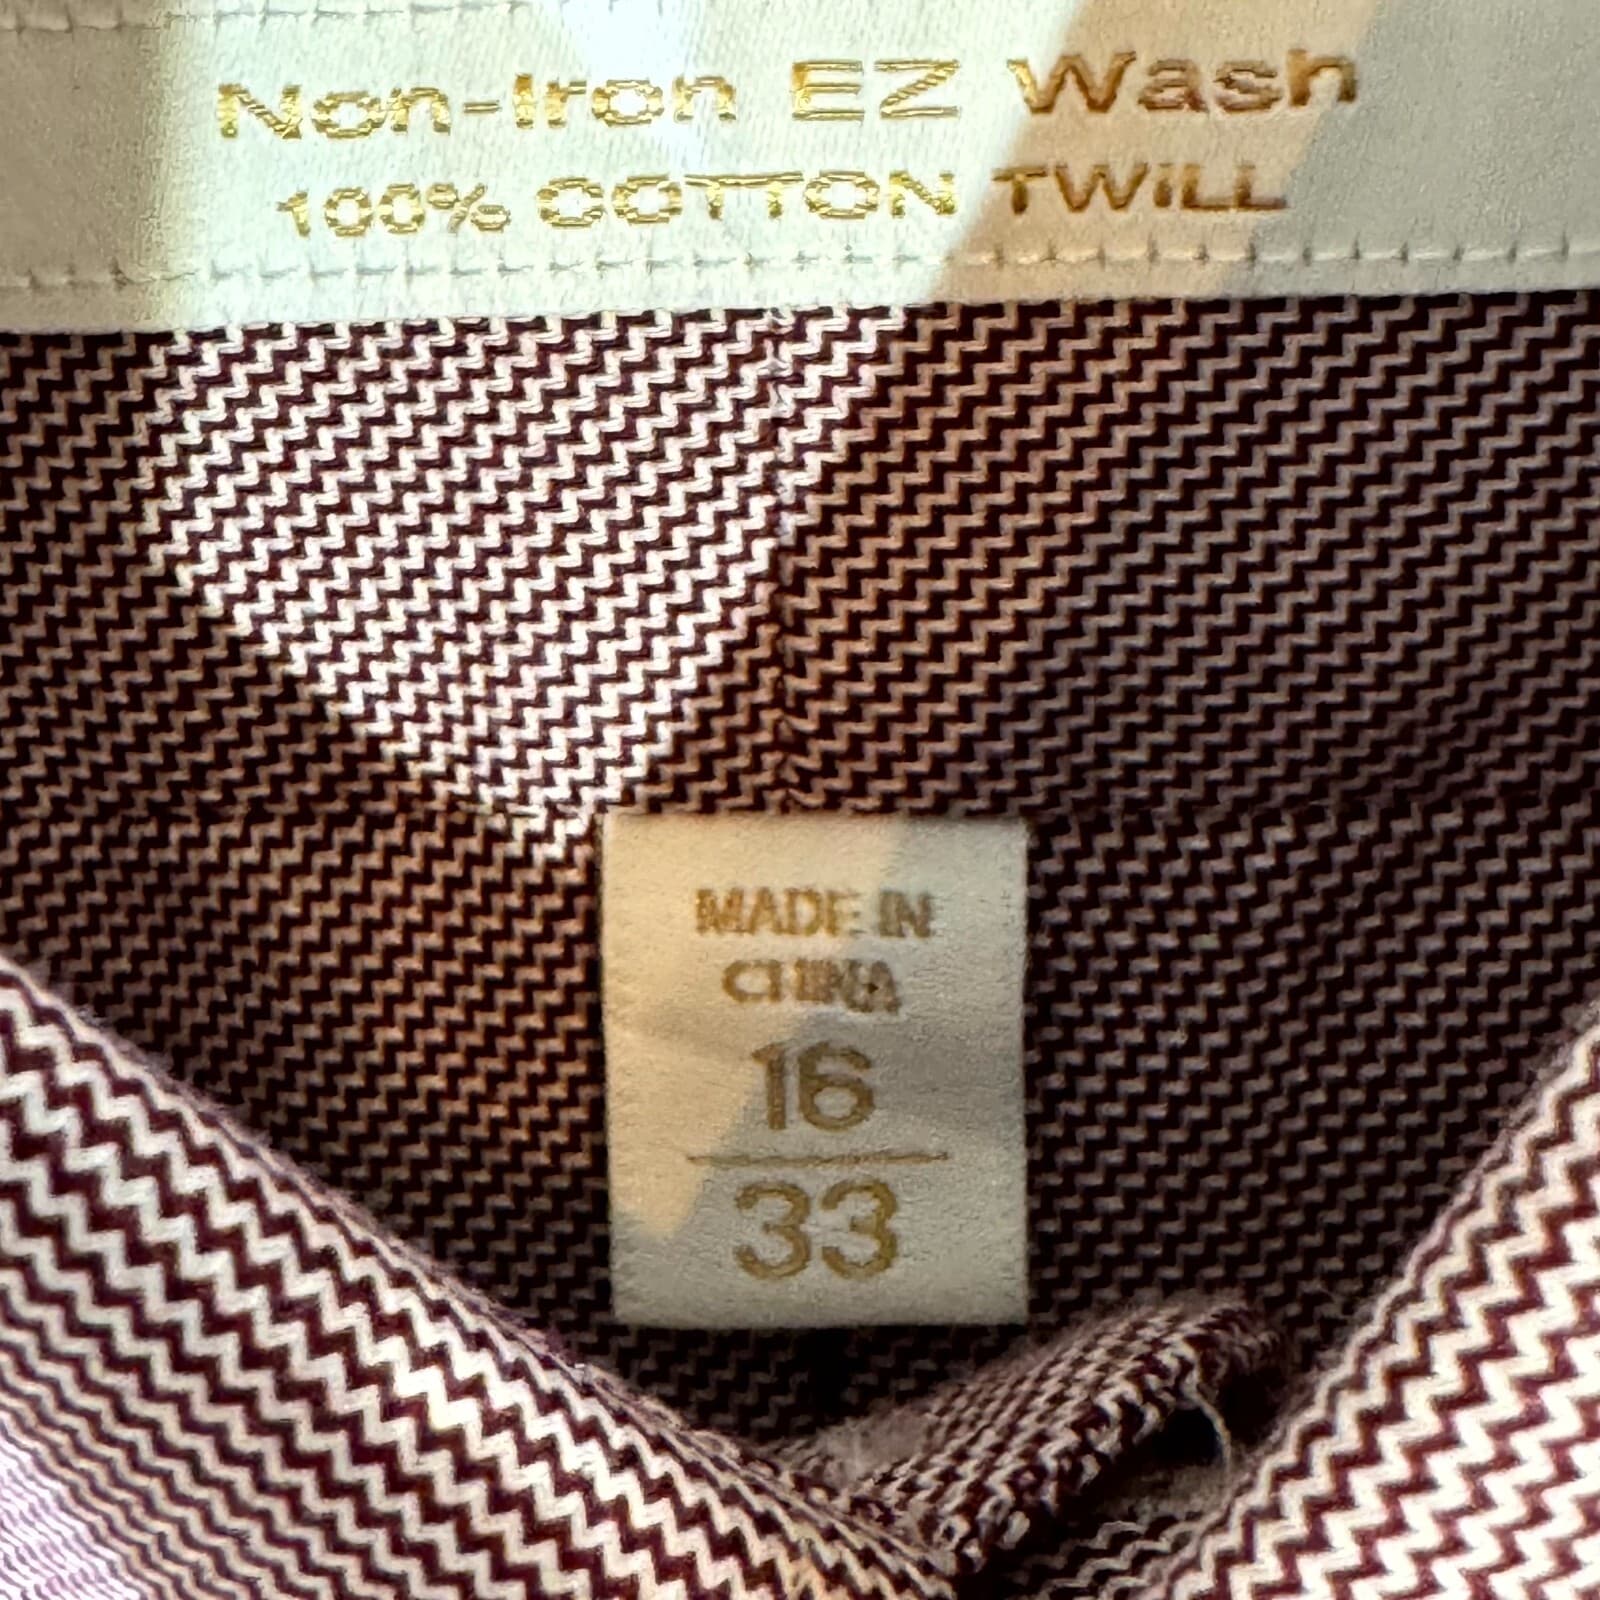 Non-Iron EZ Wash
100% COTTON TWiLL
MADE IN
CHINA
16
33